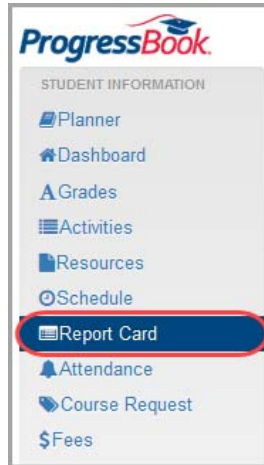 ProgressBook
STUDENT INFORMATION
Planner
Dashboard
Grades
Activities
Resources
Schedule
Report Card
Attendance
Course Request
Fees